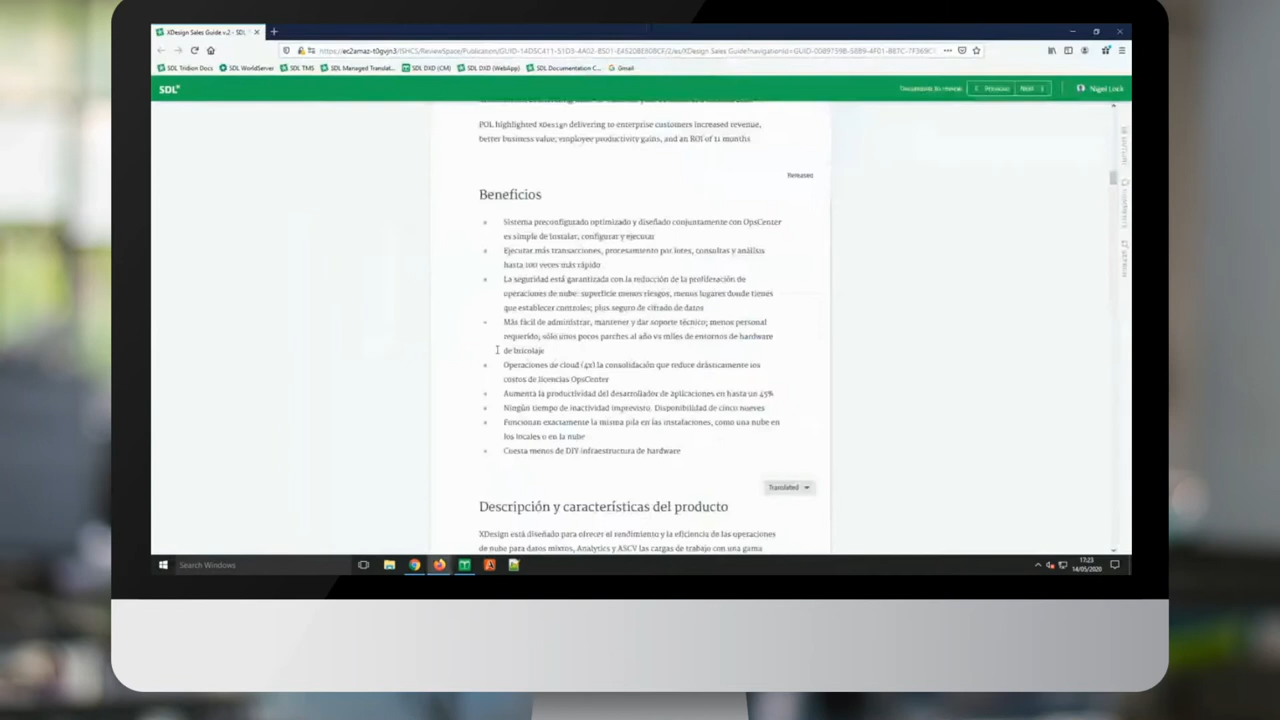 XDesign Sales Guide v.2 - SDL
SDL Tridion Docs SDL WorldServer SDL TMS SDL Managed Translat... SDL DXD (CM) SDL DXD (WebApp) SDL Documentation C... Gmail
SDL* Documents to review Previous Next Nigel Lock
POL highlighted XDesign delivering to enterprise customers increased revenue,
better business value, employee productivity gains, and an ROI of 11 months
Released
Beneficios
Sistema preconfigurado optimizado y diseñado conjuntamente con OpsCenter
es simple de instalar, configurar y ejecutar
Ejecutar más transacciones, procesamiento por lotes, consultas y análisis
hasta 100 veces más rápido
La seguridad está garantizada con la reducción de la proliferación de
operaciones de nube: superficie menos riesgos, menos lugares donde tienes
que establecer controles; plus seguro de cifrado de datos
Más fácil de administrar, mantener y dar soporte técnico; menos personal
requerido, sólo unos pocos parches al año vs miles de entornos de hardware
de bricolaje
Operaciones de cloud (4x) la consolidación que reduce drásticamente los
costos de licencias OpsCenter
Aumenta la productividad del desarrollador de aplicaciones en hasta un 45%
Ningún tiempo de inactividad imprevisto. Disponibilidad de cinco nueves
Funcionan exactamente la misma pila en las instalaciones, como una nube en
los locales o en la nube
Cuesta menos de DIY infraestructura de hardware
Translated
Descripción y características del producto
XDesign está diseñado para ofrecer el rendimiento y la eficiencia de las operaciones
de nube para datos mixtos, Analytics y ASCV las cargas de trabajo con una gama
Search Windows
17:23
14/05/2020